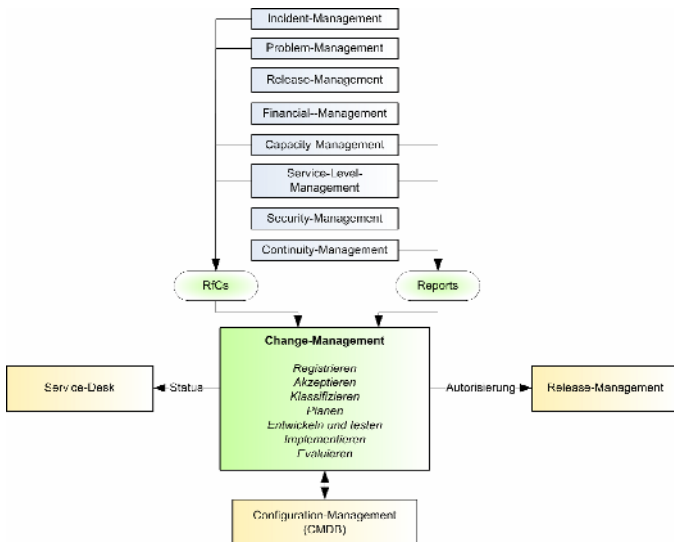 Incident-Management
Problem-Management
Release-Management
Financial--Management
Capacity Management
Service-Level-
Management
Security-Management
Continuity-Management
RfCs
Reports
Change-Management
Registrieren
Akzeptieren
Klassifizieren
Planen
Entwickeln und testen
Implementieren
Evaluieren
Service-Desk
Status
Autorisierung
Release-Management
Configuration-Management
(CMDB)